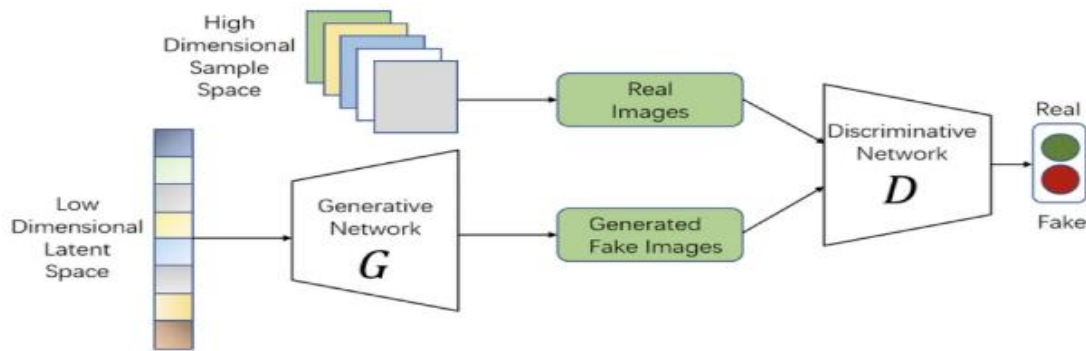 High
Dimensional
Sample
Space
Real
Images
Discriminative
Network
D
Real
Fake
Low
Dimensional
Latent
Space
Generative
Network
G
Generated
Fake Images